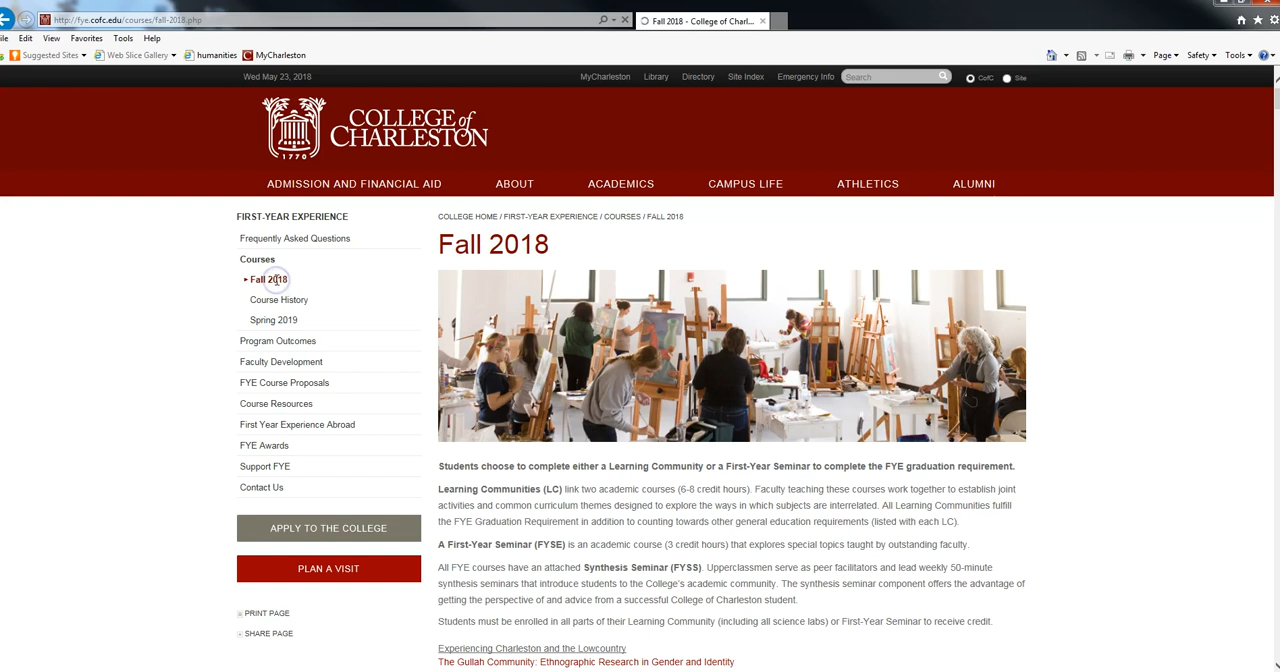 http://fye.cofc.edu/courses/fall-2018.php
Fall 2018 - College of Charl...
Edit View Favorites Tools Help
Suggested Sites Web Slice Gallery humanities MyCharleston
Page Safety Tools
Wed May 23, 2018
MyCharleston Library Directory Site Index Emergency Info Search CofC Site
COLLEGE of
CHARLESTON
1770
ADMISSION AND FINANCIAL AID ABOUT ACADEMICS CAMPUS LIFE ATHLETICS ALUMNI
FIRST-YEAR EXPERIENCE
Frequently Asked Questions
Courses
Fall 2018
Course History
Spring 2019
Program Outcomes
Faculty Development
FYE Course Proposals
Course Resources
First Year Experience Abroad
FYE Awards
Support FYE
Contact Us
APPLY TO THE COLLEGE
PLAN A VISIT
PRINT PAGE
SHARE PAGE
COLLEGE HOME / FIRST-YEAR EXPERIENCE / COURSES / FALL 2018
Fall 2018
Students choose to complete either a Learning Community or a First-Year Seminar to complete the FYE graduation requirement.
Learning Communities (LC) link two academic courses (6-8 credit hours). Faculty teaching these courses work together to establish joint
activities and common curriculum themes designed to explore the ways in which subjects are interrelated. All Learning Communities fulfill
the FYE Graduation Requirement in addition to counting towards other general education requirements (listed with each LC).
A First-Year Seminar (FYSE) is an academic course (3 credit hours) that explores special topics taught by outstanding faculty.
All FYE courses have an attached Synthesis Seminar (FYSS). Upperclassmen serve as peer facilitators and lead weekly 50-minute
synthesis seminars that introduce students to the College's academic community. The synthesis seminar component offers the advantage of
getting the perspective of and advice from a successful College of Charleston student.
Students must be enrolled in all parts of their Learning Community (including all science labs) or First-Year Seminar to receive credit.
Experiencing Charleston and the Lowcountry
The Gullah Community: Ethnographic Research in Gender and Identity